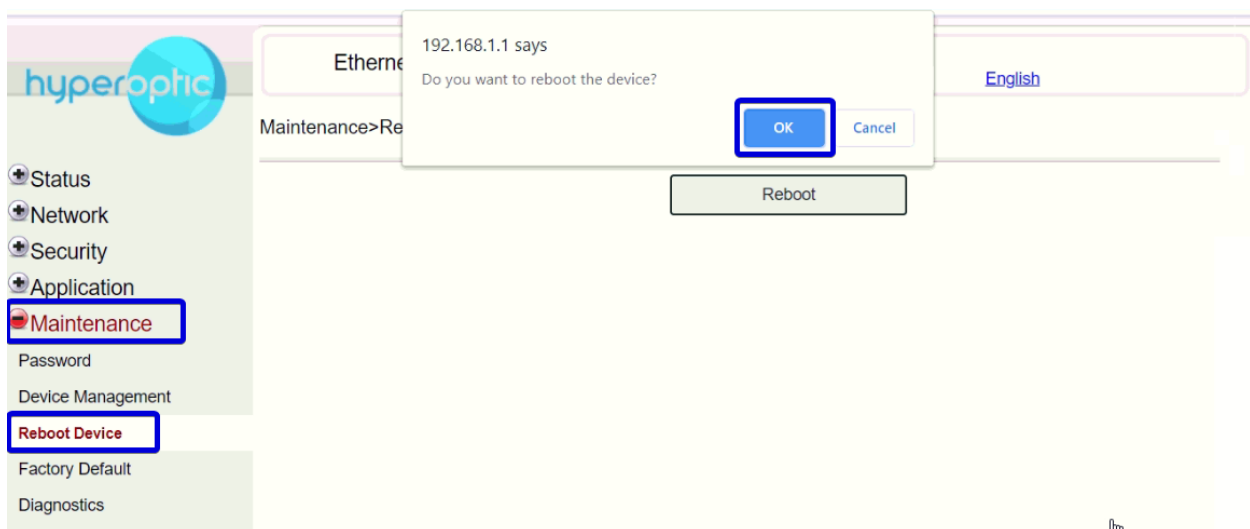 hyperoptic
Etherne
English
192.168.1.1 says
Do you want to reboot the device?
OK
Cancel
Maintenance>Re
Reboot
Status
Network
Security
Application
Maintenance
Password
Device Management
Reboot Device
Factory Default
Diagnostics